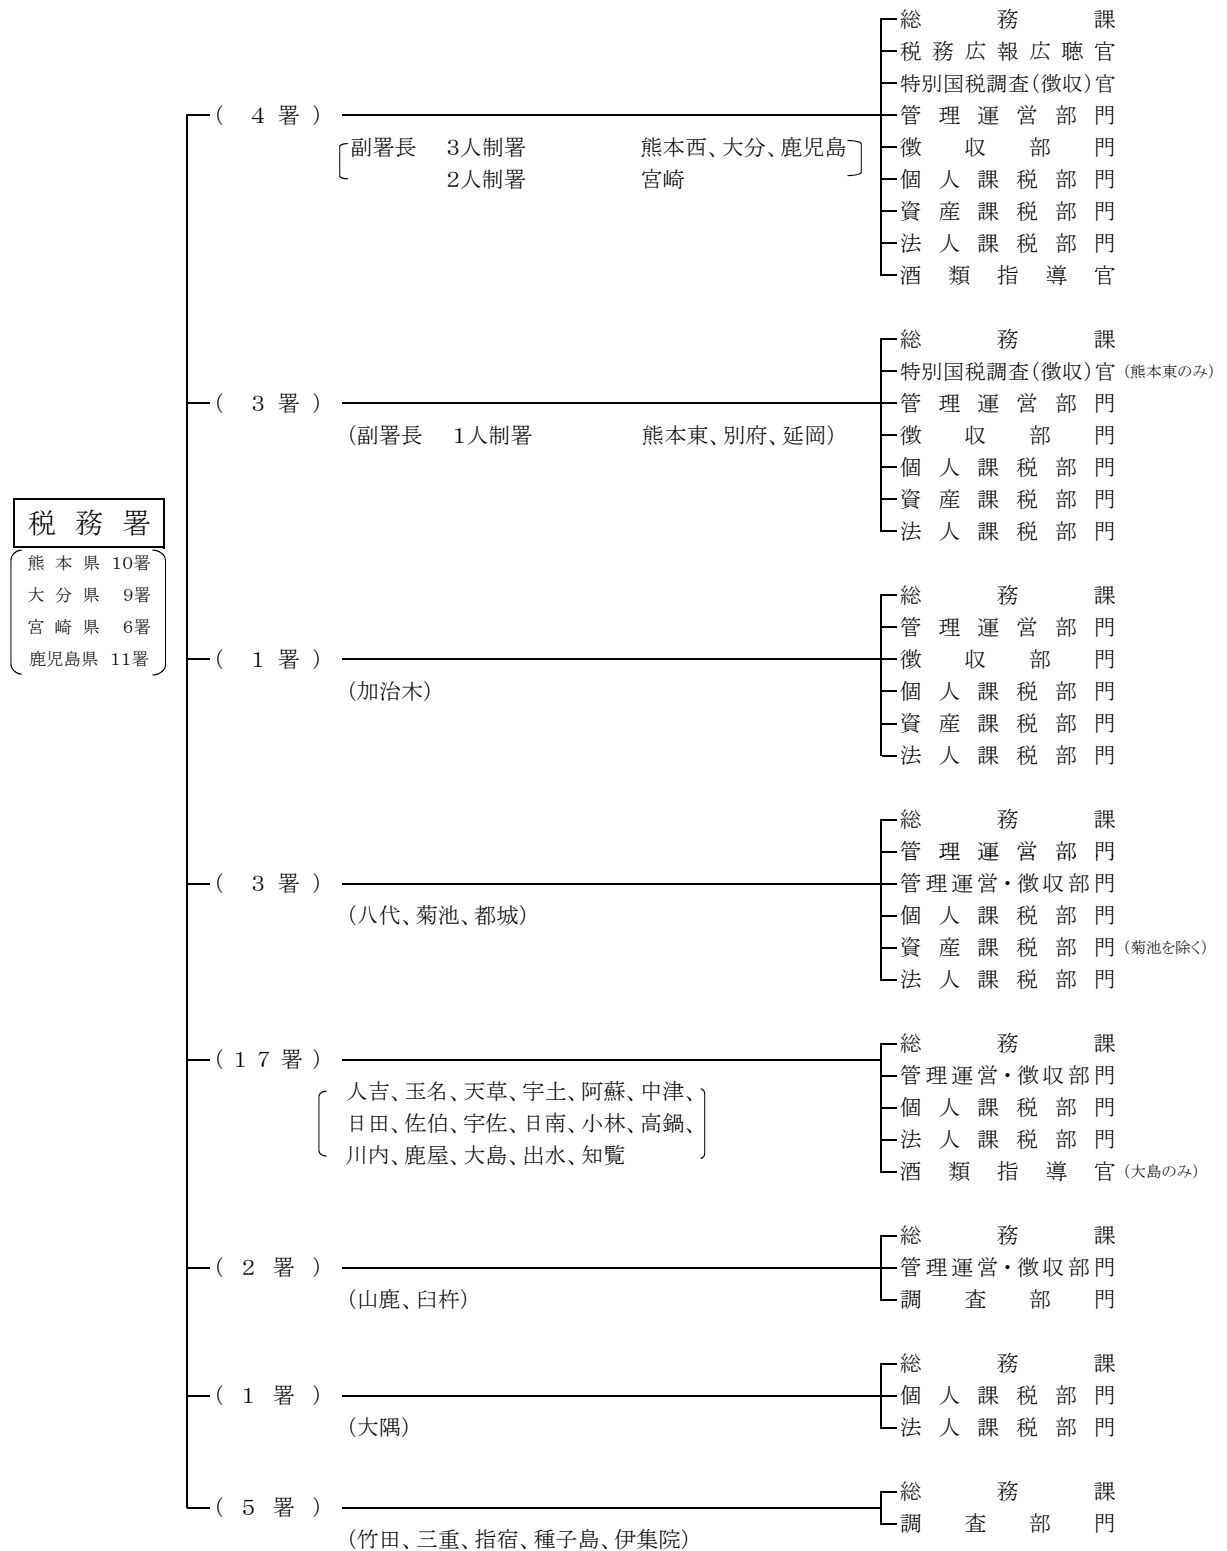 税務署
熊本県 10署
大分県 9署
宮崎県 6署
鹿児島県 11署
( 4 署 )
副署長 3人制署 熊本西、大分、鹿児島
2人制署 宮崎
総務課
税務広報広聴官
特別国税調査(徴収)官
管理運営部門
徴収部門
個人課税部門
資産課税部門
法人課税部門
酒類指導官
( 3 署 )
(副署長 1人制署 熊本東、別府、延岡)
総務課
特別国税調査(徴収)官 (熊本東のみ)
管理運営部門
徴収部門
個人課税部門
資産課税部門
法人課税部門
( 1 署 )
(加治木)
総務課
管理運営部門
徴収部門
個人課税部門
資産課税部門
法人課税部門
( 3 署 )
(八代、菊池、都城)
総務課
管理運営部門
管理運営・徴収部門
個人課税部門
資産課税部門 (菊池を除く)
法人課税部門
( 1 7 署 )
人吉、玉名、天草、宇土、阿蘇、中津、
日田、佐伯、宇佐、日南、小林、高鍋、
川内、鹿屋、大島、出水、知覧
総務課
管理運営・徴収部門
個人課税部門
法人課税部門
酒類指導官 (大島のみ)
( 2 署 )
(山鹿、臼杵)
総務課
管理運営・徴収部門
調査部門
( 1 署 )
(大隅)
総務課
個人課税部門
法人課税部門
( 5 署 )
(竹田、三重、指宿、種子島、伊集院)
総務課
調査部門